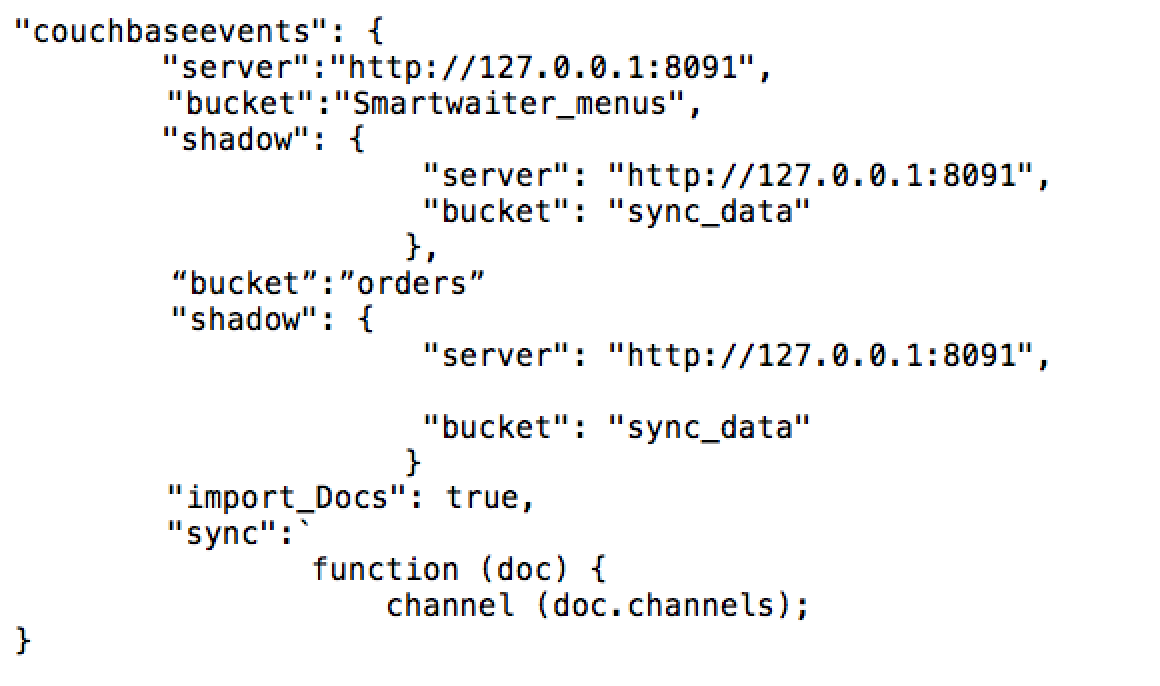 "couchbaseevents": {
"server":"http://127.0.0.1:8091",
"bucket":"Smartwaiter_menus",
"shadow": {
"server": "http://127.0.0.1:8091",
"bucket": "sync_data"
},
“bucket”:”orders”
"shadow": {
"server": "http://127.0.0.1:8091",
"bucket": "sync_data"
}
"import_Docs": true,
"sync":`
function (doc) {
channel (doc.channels);
}